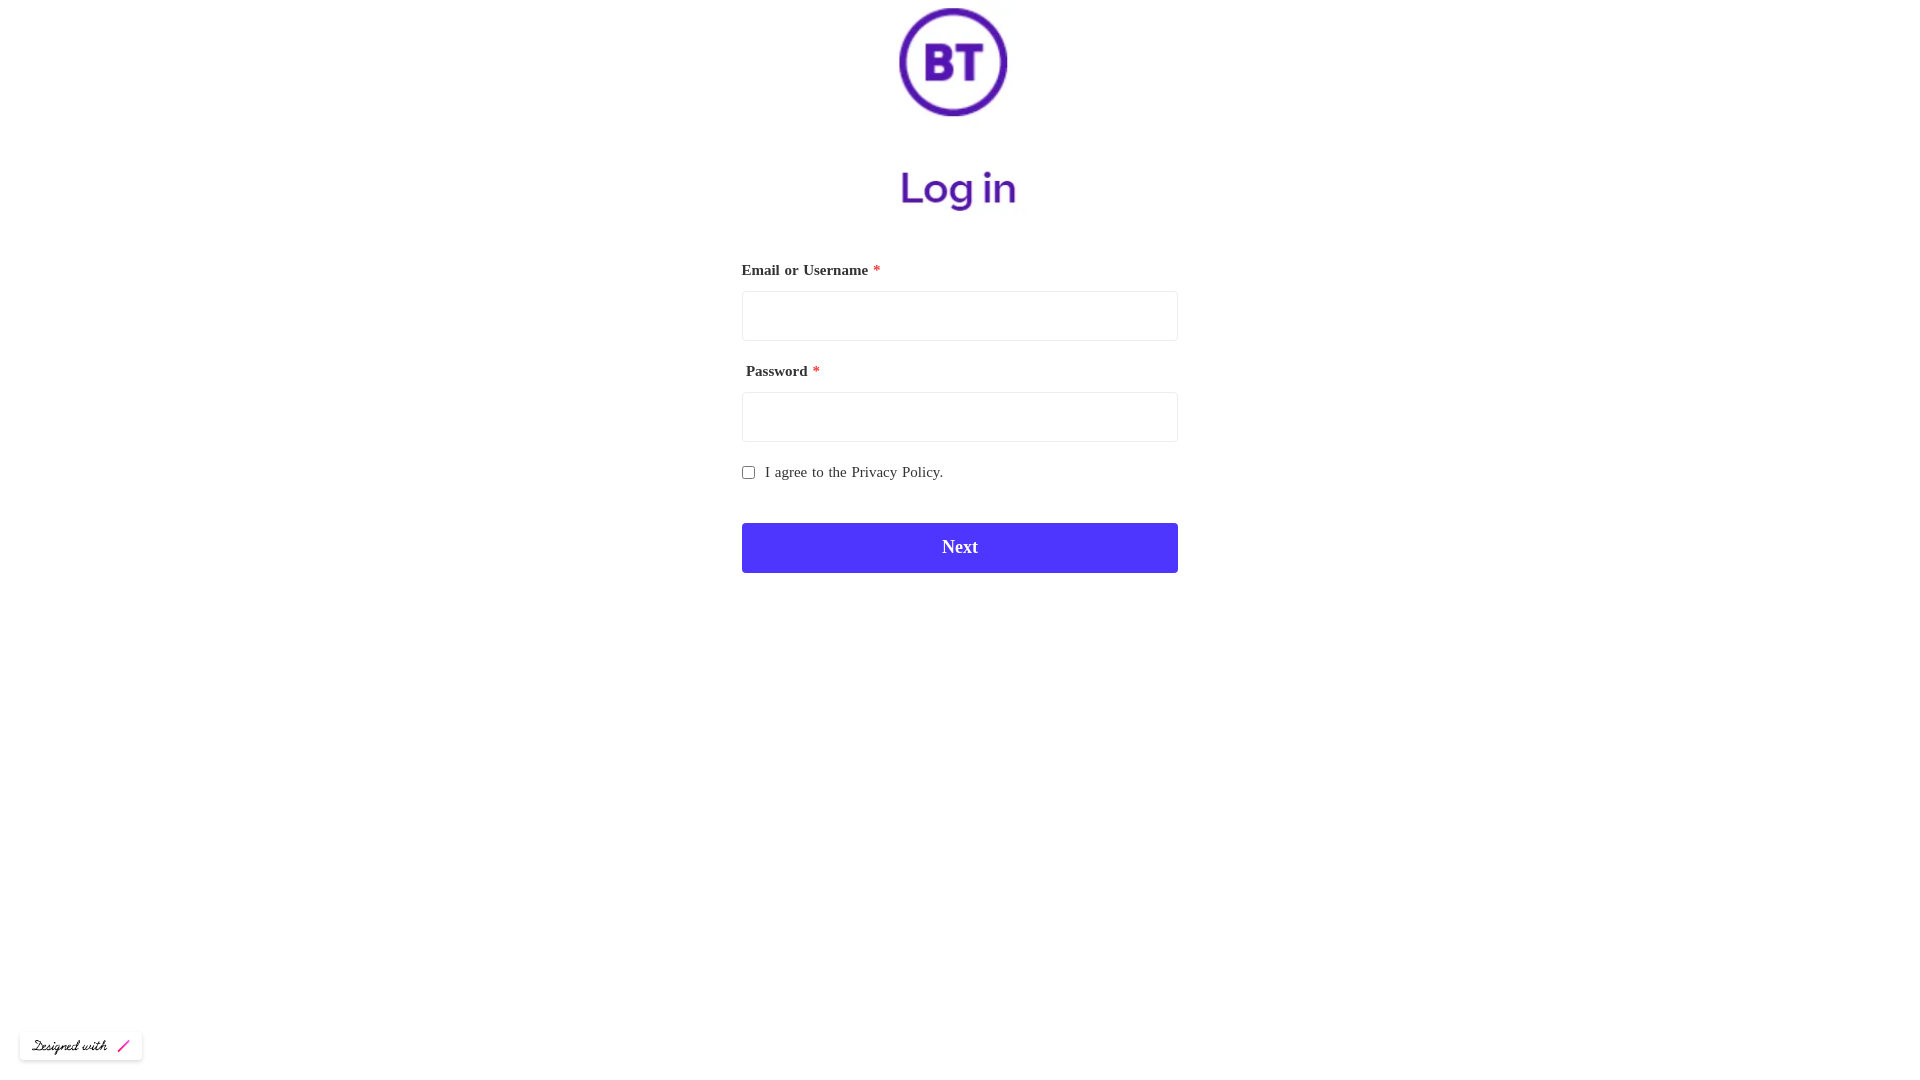 BT
Log in
Email or Username *
Password *
I agree to the Privacy Policy.
Next
Designed with